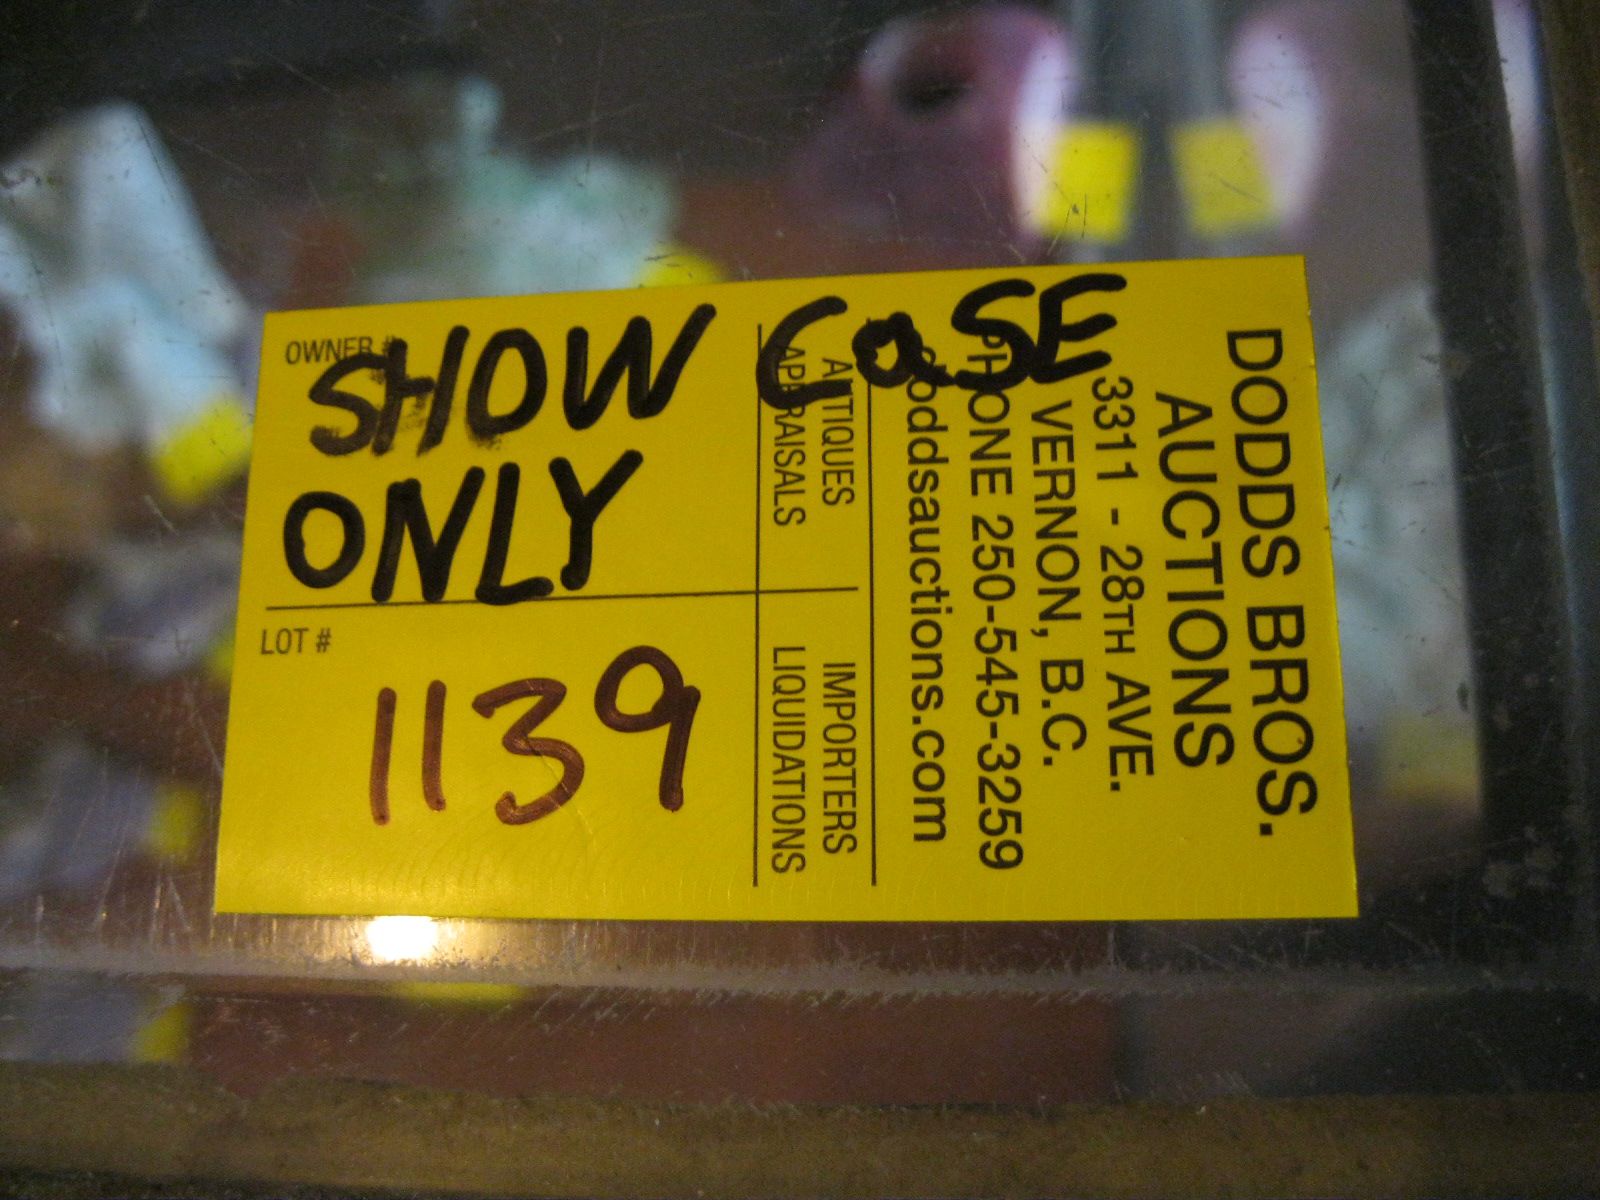 OWNER #
SHOW CaSE
ONLY
LOT #
1139
DODDS BROS.
AUCTIONS
3311 - 28TH AVE.
VERNON, B.C.
PHONE 250-545-3259
doddsauctions.com
ANTIQUES IMPORTERS
APPRAISALS LIQUIDATIONS